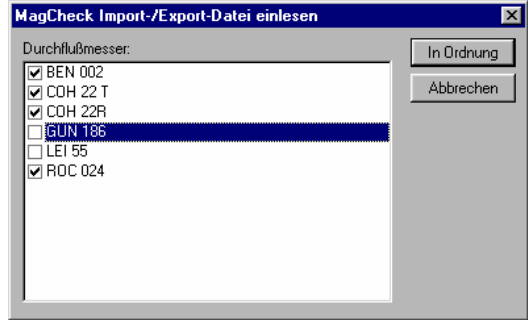 MagCheck Import-/Export-Datei einlesen
Durchflußmesser:
In Ordnung
BEN 002
Abbrechen
COH 22 T
COH 22R
GUN 186
LEI 55
ROC 024